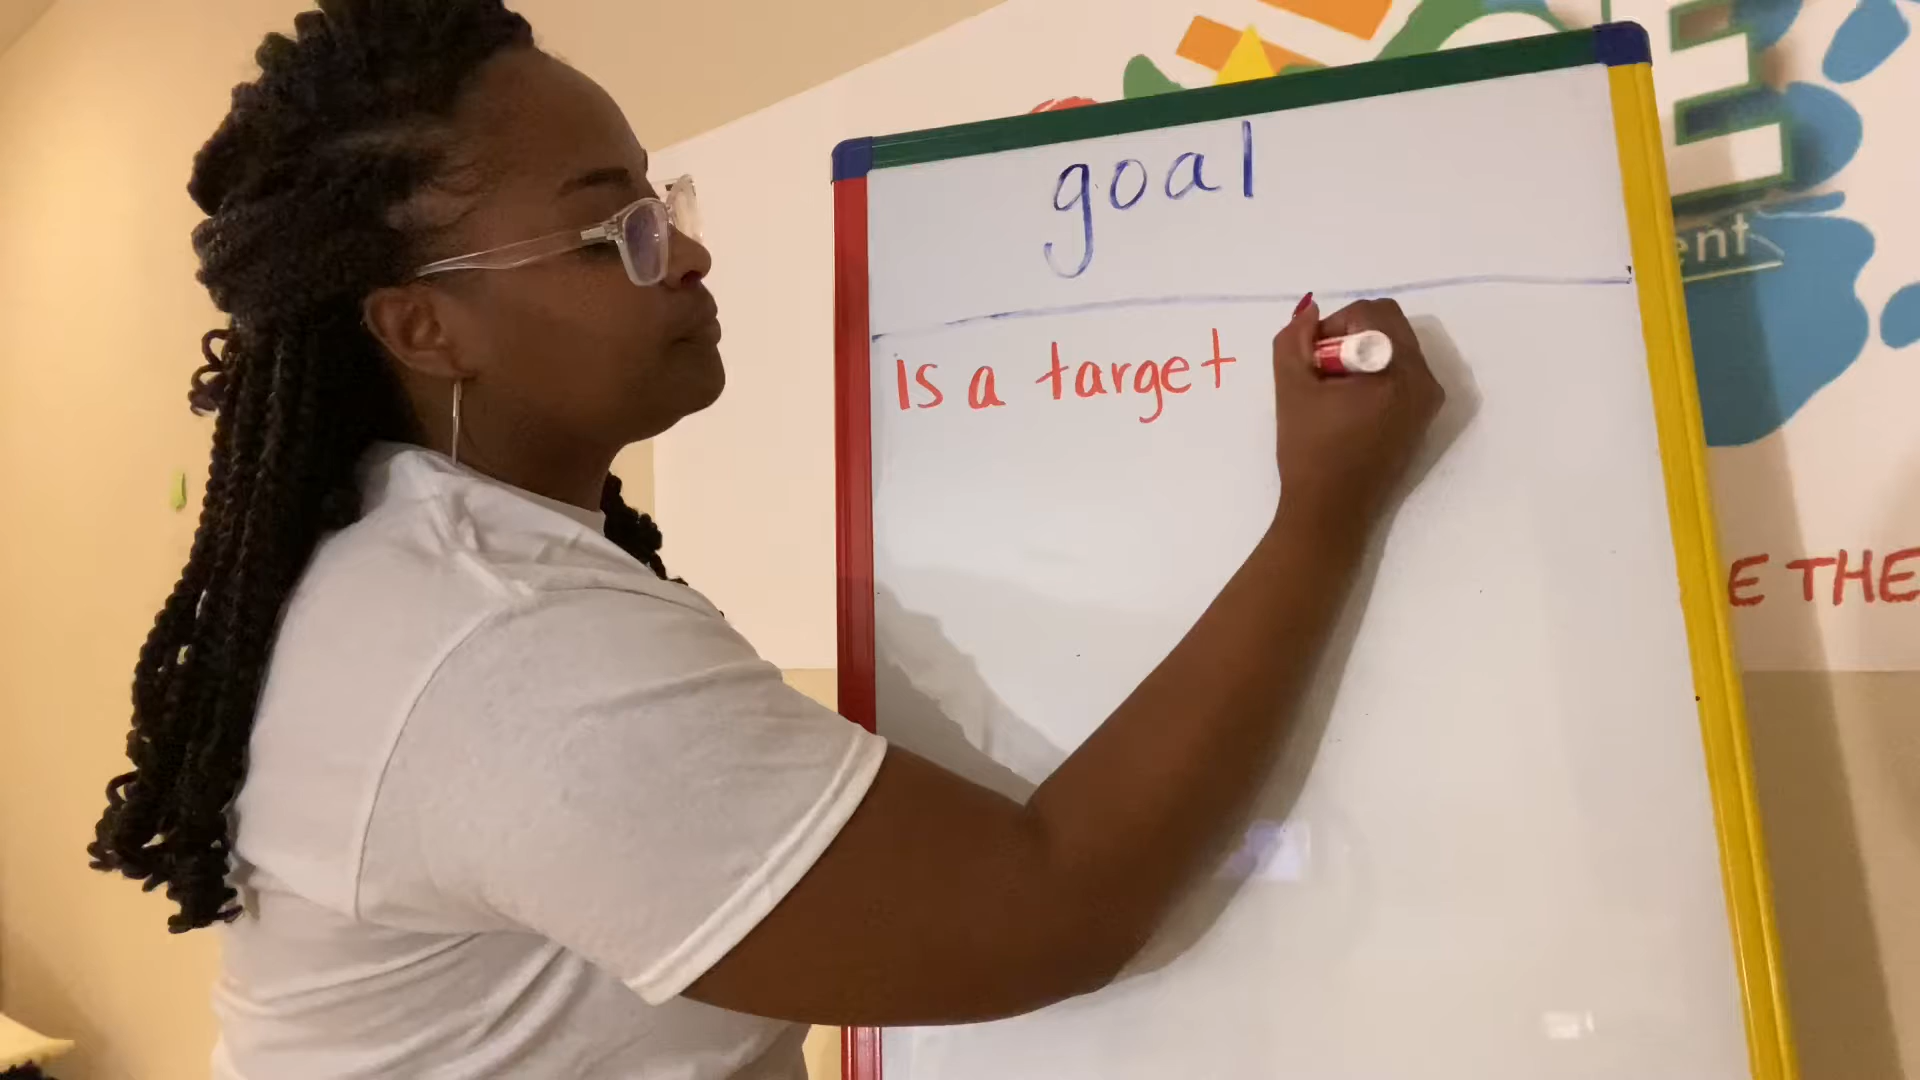 goal
is a target
E
ent
E THE